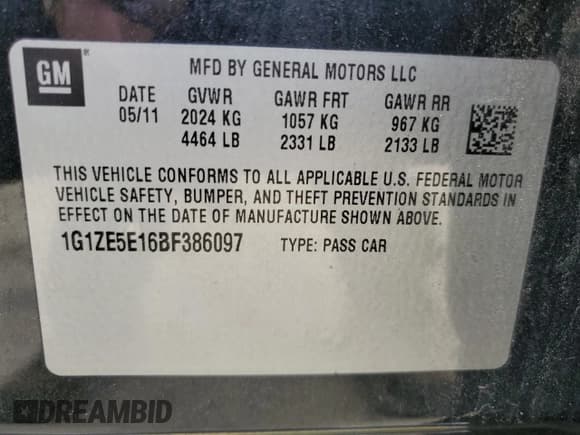 GM ®
MFD BY GENERAL MOTORS LLC
DATE GVWR GAWR FRT GAWR RR
05/11 2024 KG 1057 KG 967 KG
4464 LB 2331 LB 2133 LB
THIS VEHICLE CONFORMS TO ALL APPLICABLE U.S. FEDERAL MOTOR
VEHICLE SAFETY, BUMPER, AND THEFT PREVENTION STANDARDS IN
EFFECT ON THE DATE OF MANUFACTURE SHOWN ABOVE.
1G1ZE5E16BF386097 TYPE: PASS CAR
DREAMBID